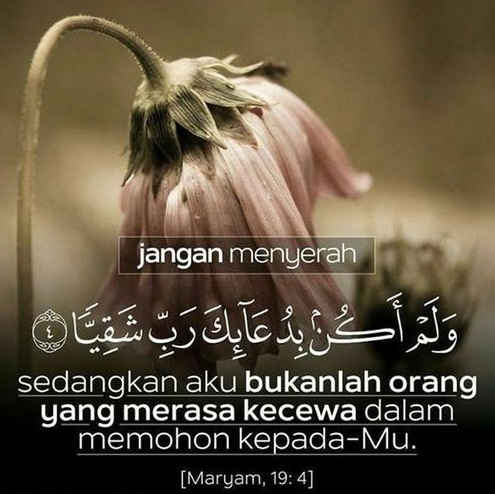 jangan menyerah
وَلَمْ أَكُنْ بِدُعَآئِكَ رَبِّ شَقِيًّا ٤
sedangkan aku bukanlah orang
yang merasa kecewa dalam
memohon kepada-Mu.
[Maryam, 19: 4]